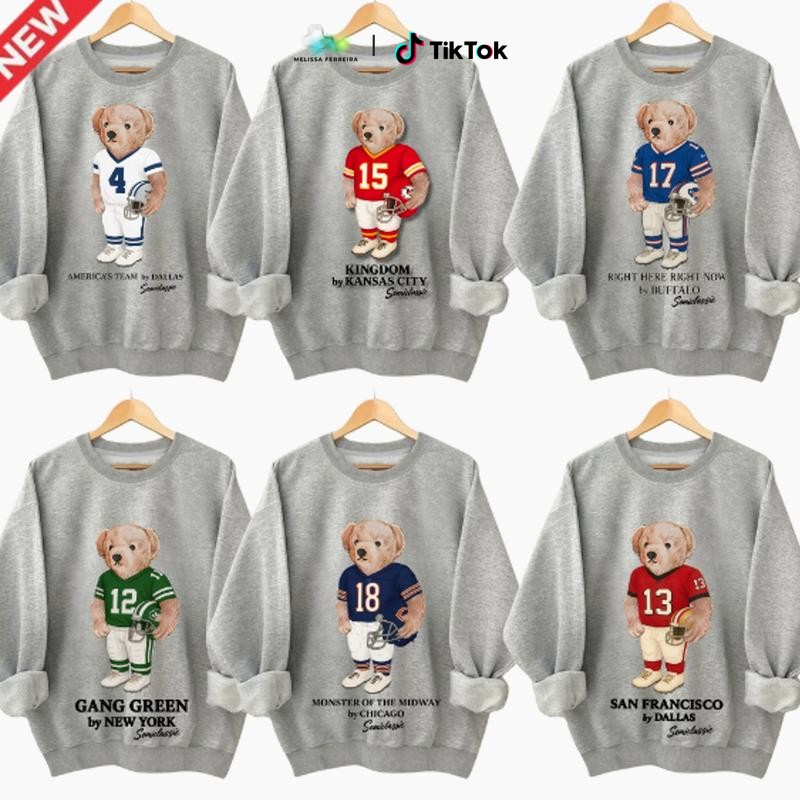 NEW
MELISSA FERREIRA | TikTok
4
AMERICA'S TEAM by DALLAS
Semiclassic
15
KINGDOM
by KANSAS CITY
Semiclassic
17
RIGHT HERE RIGHT NOW
by BUFFALO
Semiclassic
12
GANG GREEN
by NEW YORK
Semiclassic
18
MONSTER OF THE MIDWAY
by CHICAGO
Semiclassic
13
13
SAN FRANCISCO
by DALLAS
Semiclassic